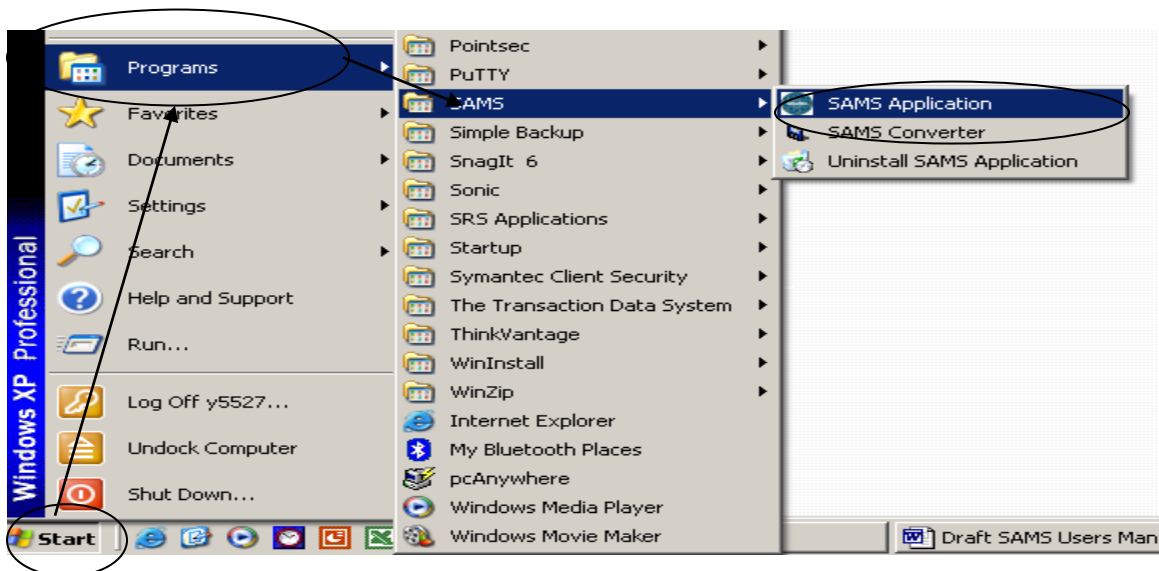 Windows XP Professional
Programs
Favorites
Documents
Settings
Search
Help and Support
Run...
Log Off y5527...
Undock Computer
Shut Down...
Start
Pointsec
PuTTY
SAMS
Simple Backup
SnagIt 6
Sonic
SRS Applications
Startup
Symantec Client Security
The Transaction Data System
ThinkVantage
WinInstall
WinZip
Internet Explorer
My Bluetooth Places
pcAnywhere
Windows Media Player
Windows Movie Maker
SAMS Application
SAMS Converter
Uninstall SAMS Application
Draft SAMS Users Man